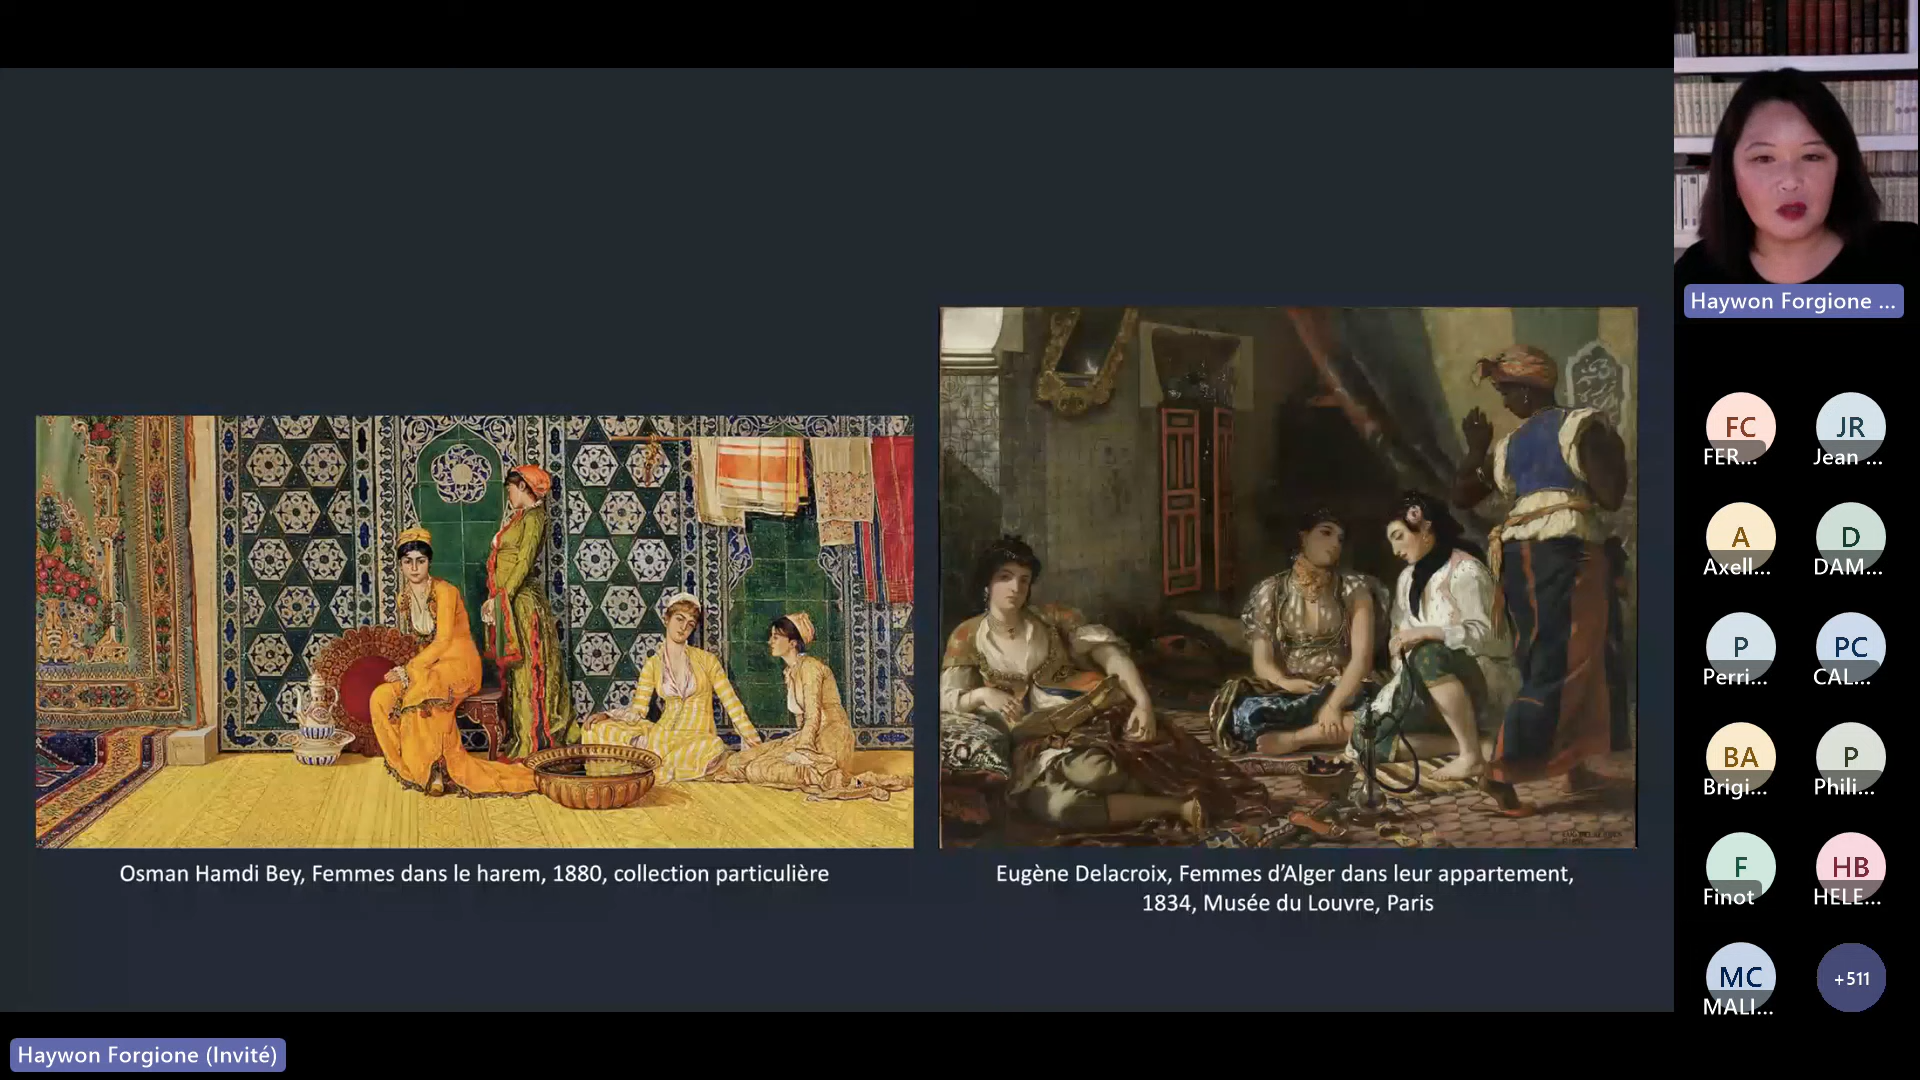 Osman Hamdi Bey, Femmes dans le harem, 1880, collection particulière
Eugène Delacroix, Femmes d’Alger dans leur appartement,
1834, Musée du Louvre, Paris
Haywon Forgione ...
FC
FER...
JR
Jean ...
A
Axell...
D
DAM...
P
Perri...
PC
CAL...
BA
Brigi...
P
Phili...
F
Finot
HB
HELE...
MC
MALI...
+511
Haywon Forgione (Invité)